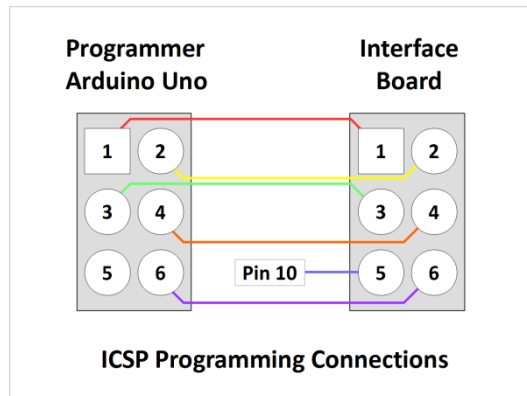 Programmer
Arduino Uno
Interface
Board
1 2 1 2
3 4 3 4
5 6 Pin 10 5 6
ICSP Programming Connections